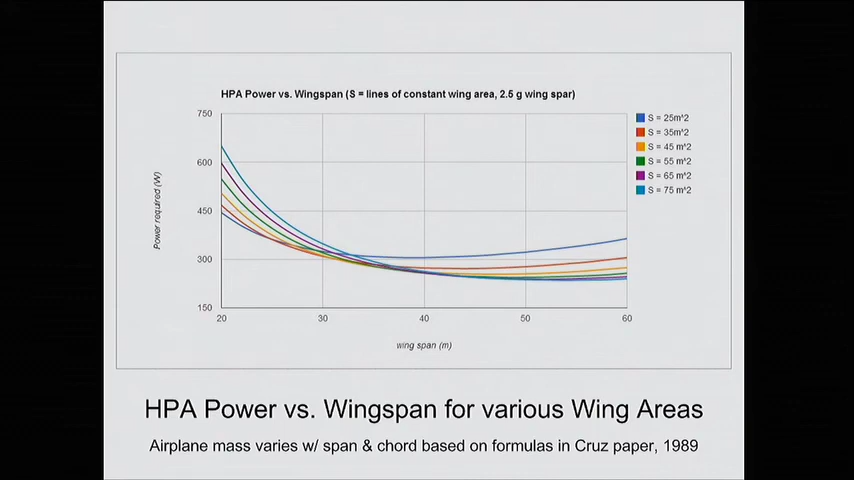 HPA Power vs. Wingspan (S = lines of constant wing area, 2.5 g wing spar)
750
600
450
300
150
Power required (W)
20
30
40
50
60
wing span (m)
S = 25m^2
S = 35m^2
S = 45 m^2
S = 55 m^2
S = 65 m^2
S = 75 m^2
HPA Power vs. Wingspan for various Wing Areas
Airplane mass varies w/ span & chord based on formulas in Cruz paper, 1989